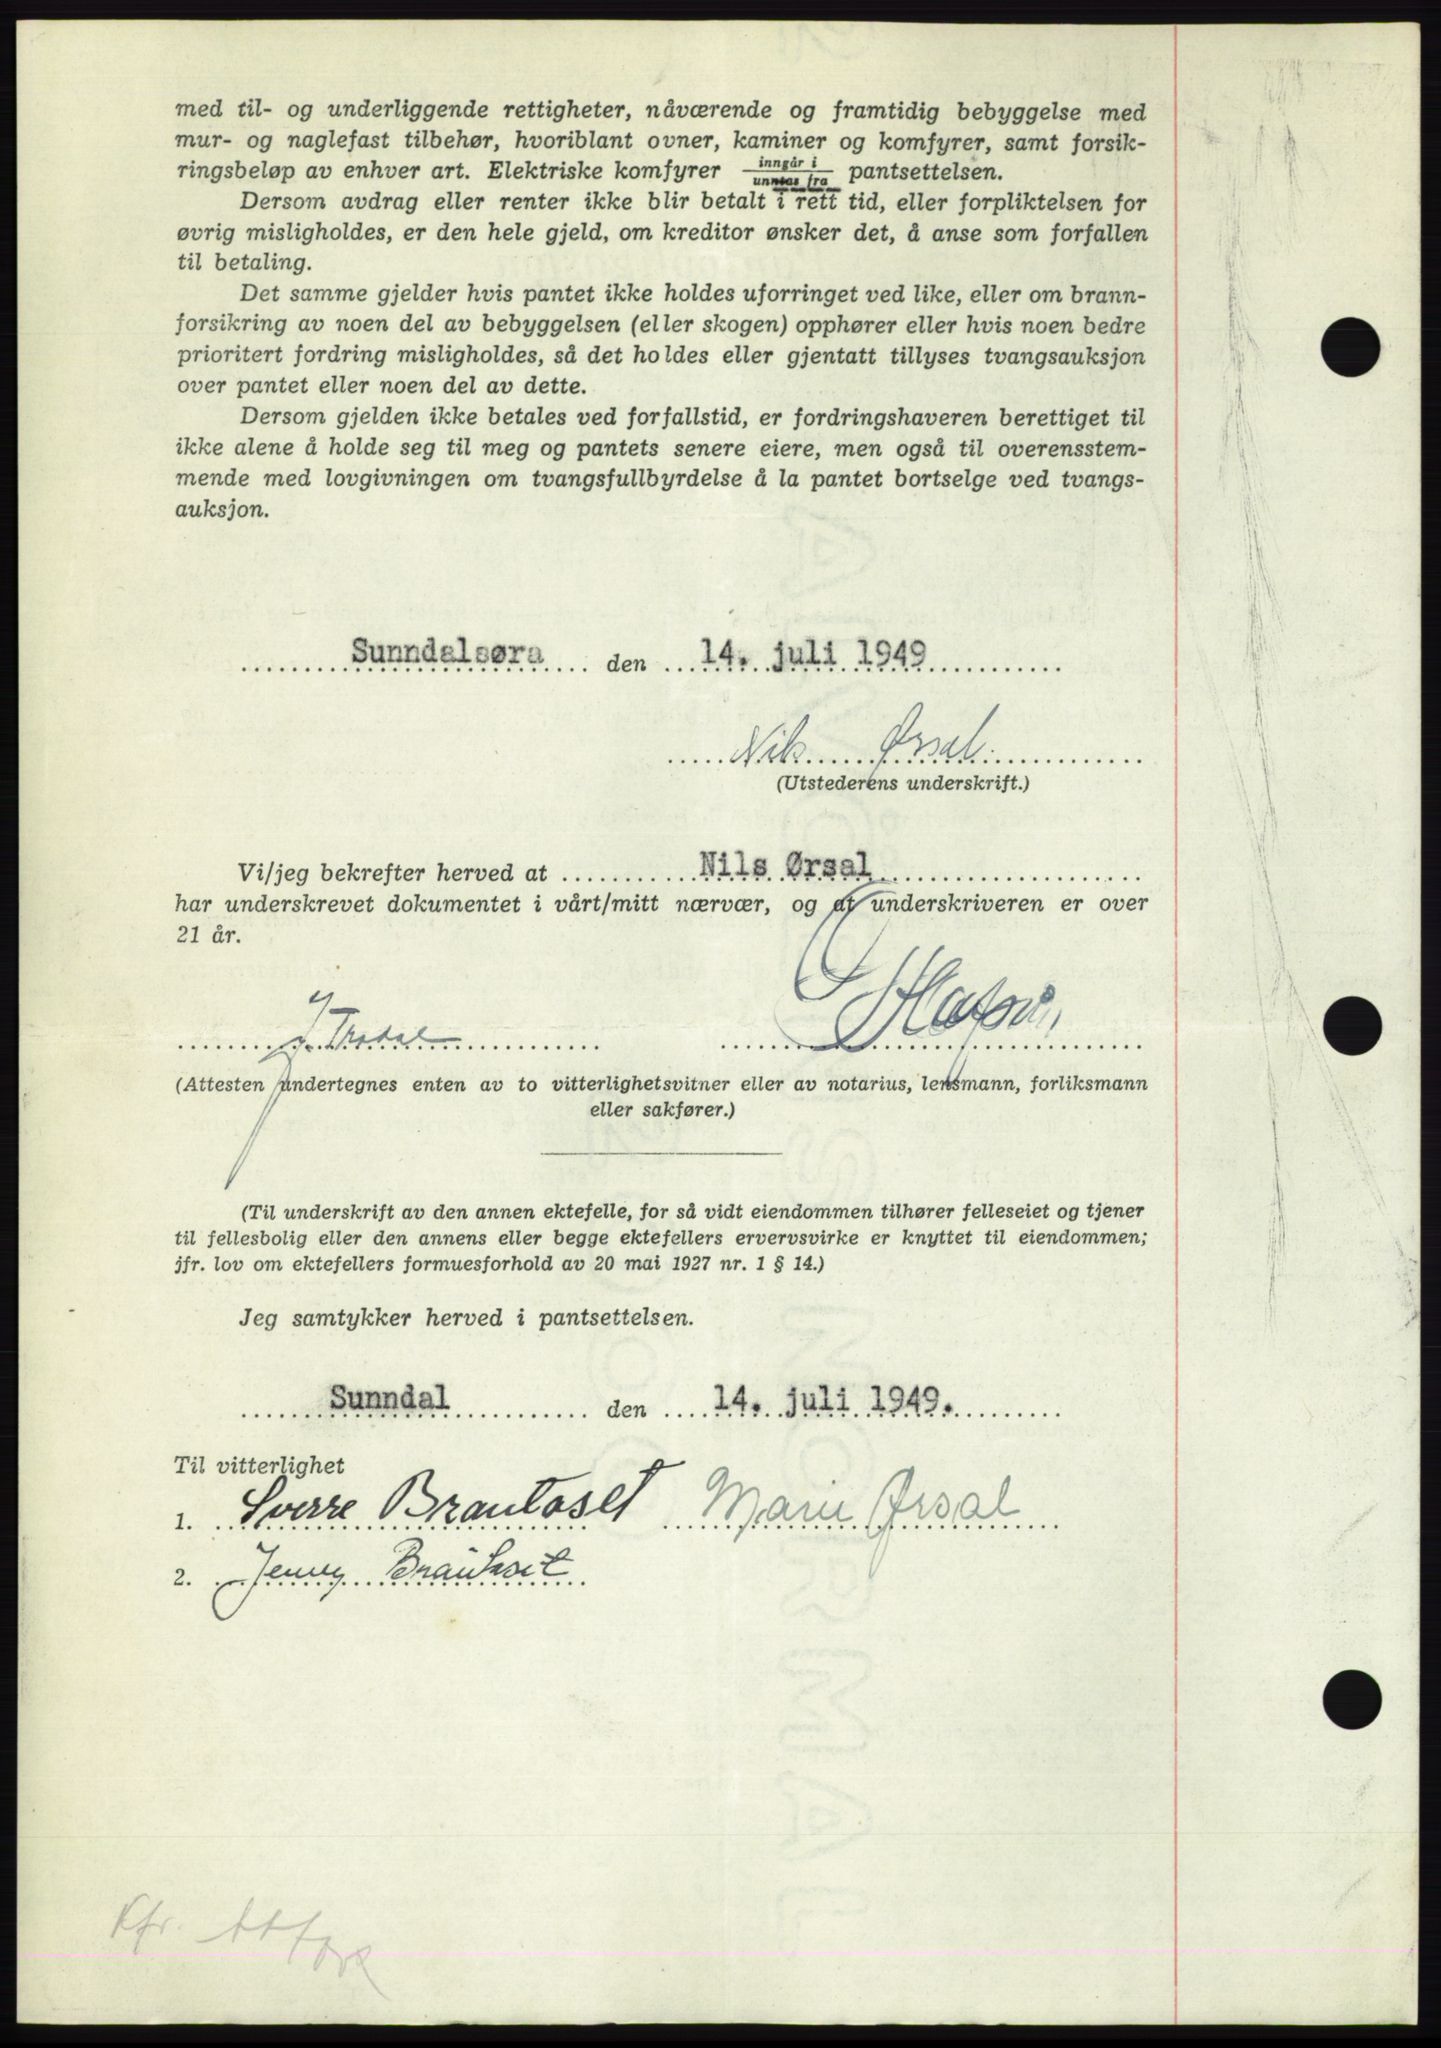 med til- og underliggende rettigheter, nåværende og framtidig bebyggelse med
mur- og naglefast tilbehør, hvoriblant ovner, kaminer og komfyrer, samt forsik-
ringsbeløp av enhver art. Elektriske komfyrer inngår i / unntas fra pantsettelsen.
Dersom avdrag eller renter ikke blir betalt i rett tid, eller forpliktelsen for
øvrig misligholdes, er den hele gjeld, om kreditor ønsker det, å anse som forfallen
til betaling.
Det samme gjelder hvis pantet ikke holdes uforringet ved like, eller om brann-
forsikring av noen del av bebyggelsen (eller skogen) opphører eller hvis noen bedre
prioritert fordring misligholdes, så det holdes eller gjentatt tillyses tvangsauksjon
over pantet eller noen del av dette.
Dersom gjelden ikke betales ved forfallstid, er fordringshaveren berettiget til
ikke alene å holde seg til meg og pantets senere eiere, men også til overensstem-
mende med lovgivningen om tvangsfullbyrdelse å la pantet bortselge ved tvangs-
auksjon.
Sunndalsøra den 14. juli 1949
Nils Ørsal
(Utstederens underskrift.)
Vi/jeg bekrefter herved at Nils Ørsal
har underskrevet dokumentet i vårt/mitt nærvær, og at underskriveren er over
21 år.
(Attesten undertegnes enten av to vitterlighetsvitner eller av notarius, lensmann, forliksmann
eller sakfører.)
(Til underskrift av den annen ektefelle, for så vidt eiendommen tilhører felleseiet og tjener
til fellesbolig eller den annens eller begge ektefellers ervervsvirke er knyttet til eiendommen;
jfr. lov om ektefellers formuesforhold av 20 mai 1927 nr. 1 § 14.)
Jeg samtykker herved i pantsettelsen.
Sunndal den 14. juli 1949.
Til vitterlighet
1. Sverre Brautaset Marie Ørsal
2. Jenny Brautaset